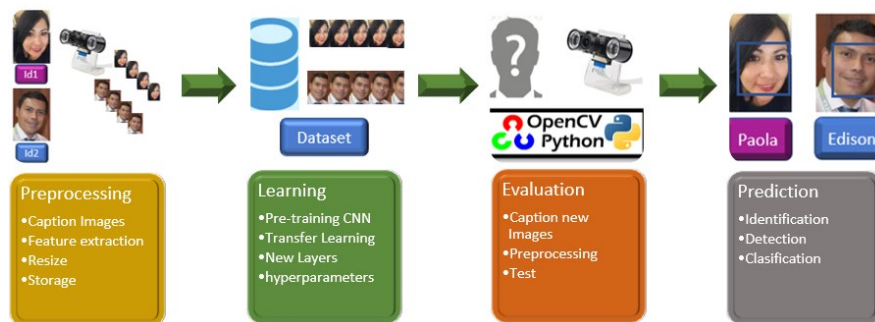 Id1
Id2
Dataset
OpenCV
Python
Paola
Edison
Preprocessing
•Caption Images
•Feature extraction
•Resize
•Storage
Learning
•Pre-training CNN
•Transfer Learning
•New Layers
•hyperparameters
Evaluation
•Caption new
Images
•Preprocessing
•Test
Prediction
•Identification
•Detection
•Clasification